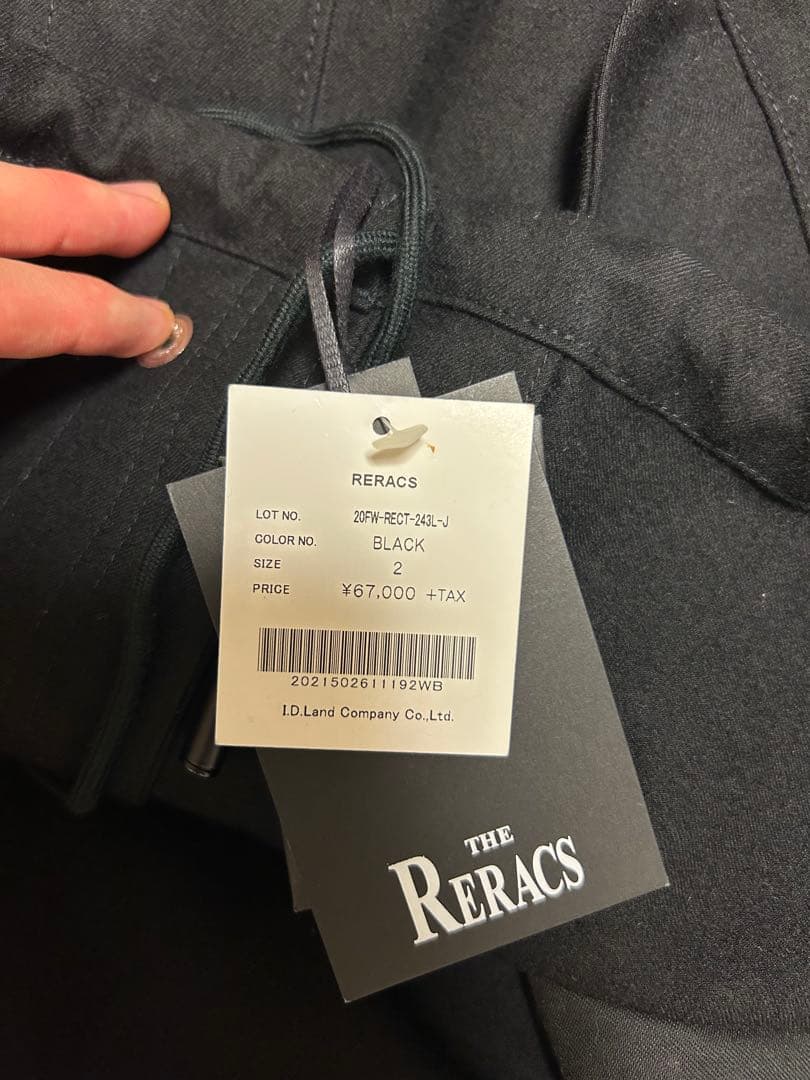 RERACS
LOT NO. 20FW-RECT-243L-J
COLOR NO. BLACK
SIZE 2
PRICE ¥67,000 +TAX
2021502611192WB
I.D.Land Company Co.,Ltd.
THE
RERACS